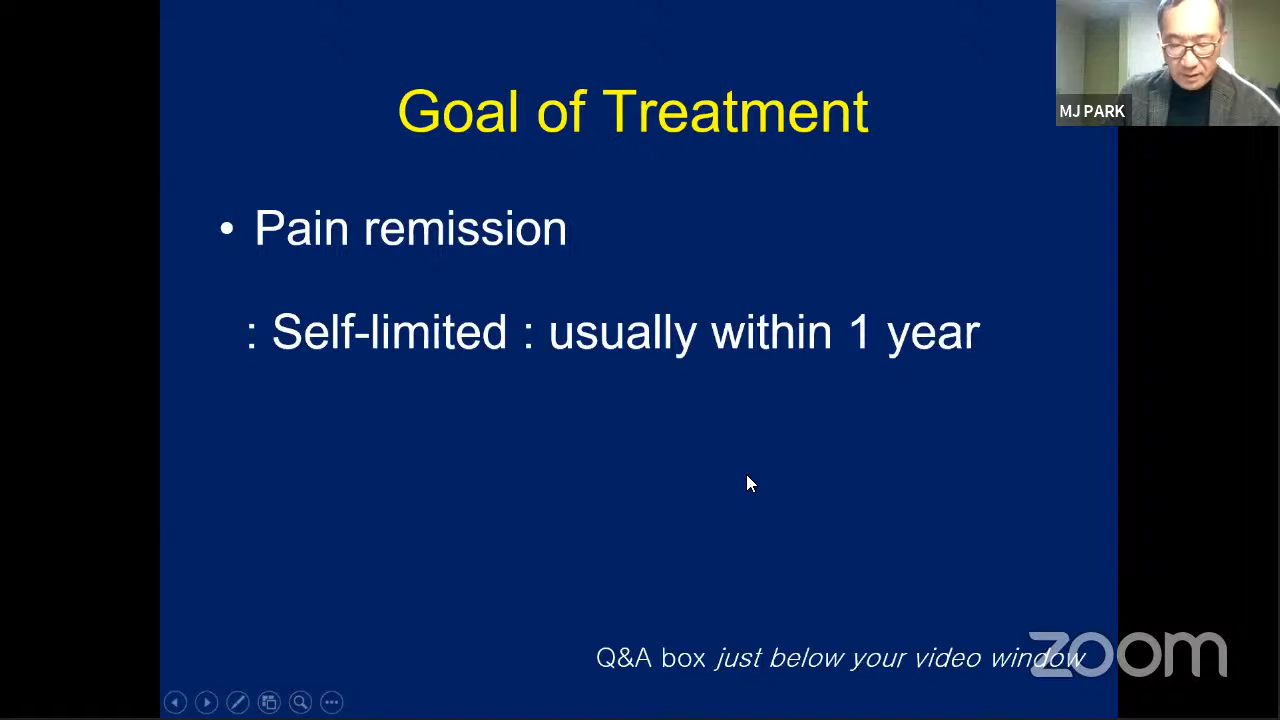 MJ PARK
Goal of Treatment
• Pain remission
: Self-limited : usually within 1 year
Q&A box just below your video window
zoom